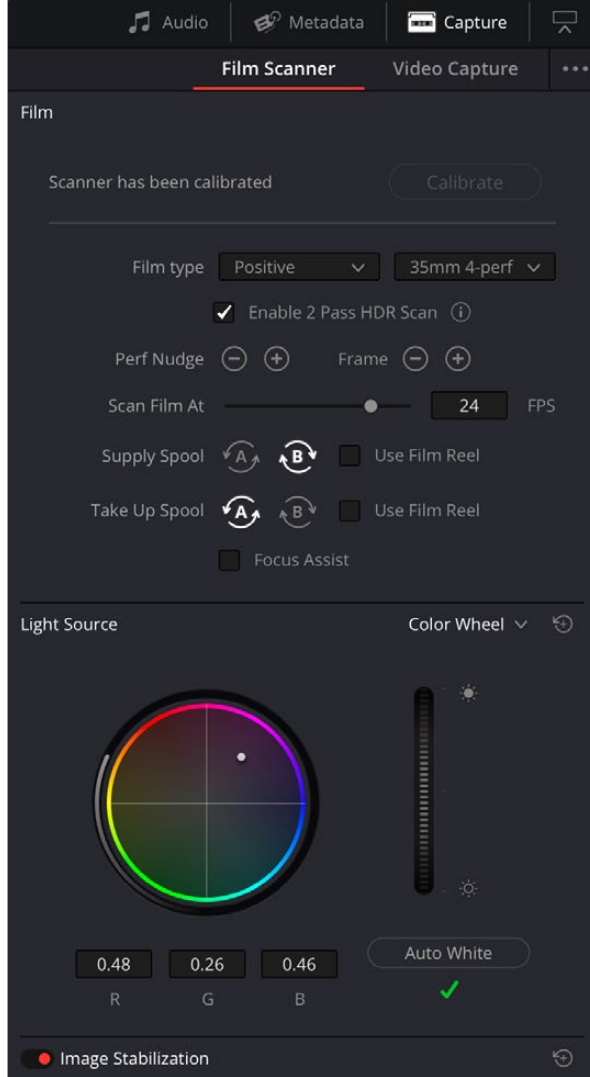 Audio Metadata Capture
Film Scanner Video Capture
Film
Scanner has been calibrated Calibrate
Film type Positive 35mm 4-perf
Enable 2 Pass HDR Scan
Perf Nudge Frame
Scan Film At 24 FPS
Supply Spool A B Use Film Reel
Take Up Spool A B Use Film Reel
Focus Assist
Light Source Color Wheel
0.48 0.26 0.46 Auto White
R G B
Image Stabilization